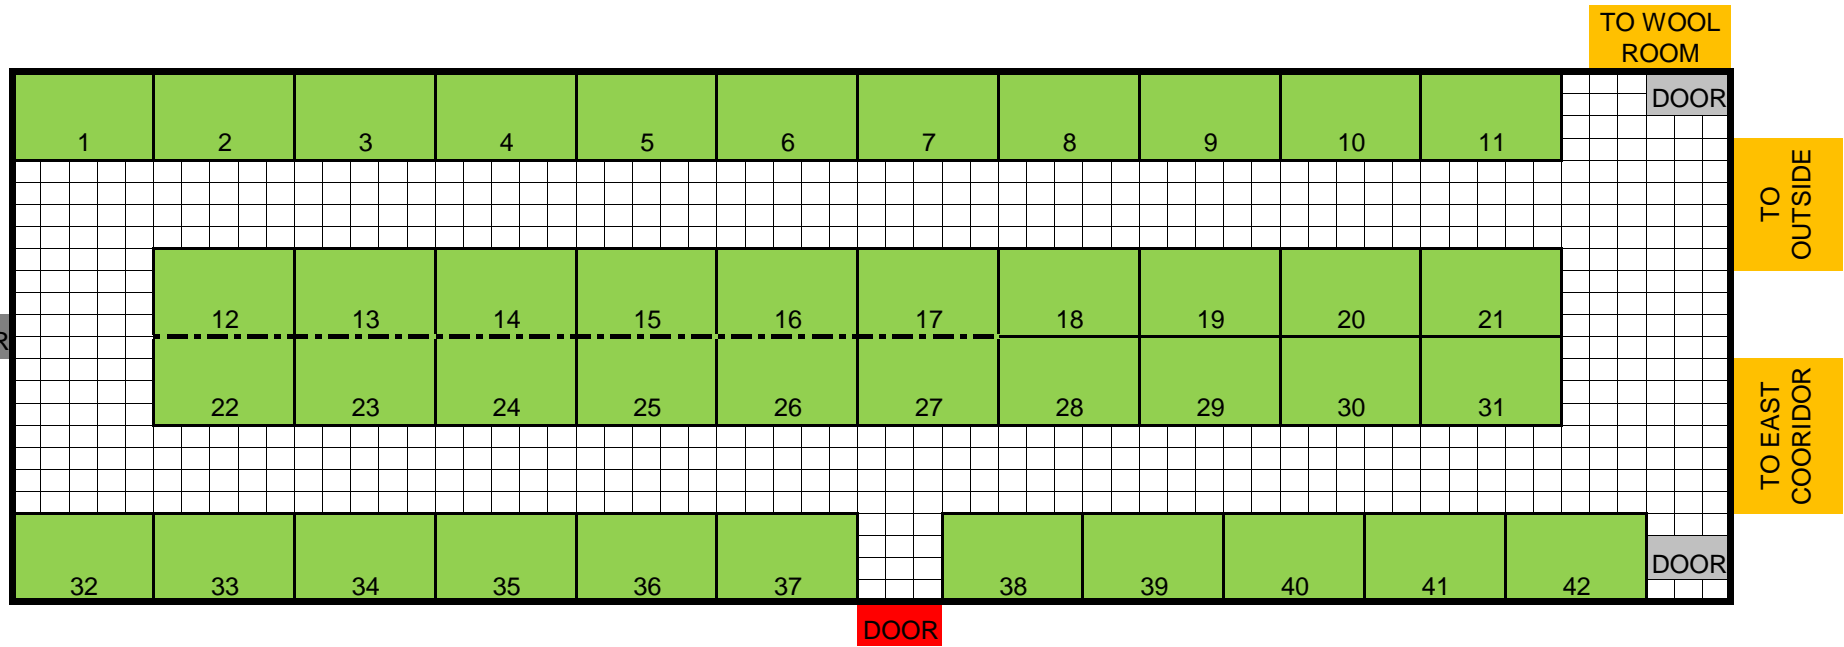 TO WOOL
ROOM
DOOR
1 2 3 4 5 6 7 8 9 10 11
TO
OUTSIDE
12 13 14 15 16 17 18 19 20 21
R
22 23 24 25 26 27 28 29 30 31
TO EAST
COORIDOR
DOOR
32 33 34 35 36 37 38 39 40 41 42
DOOR